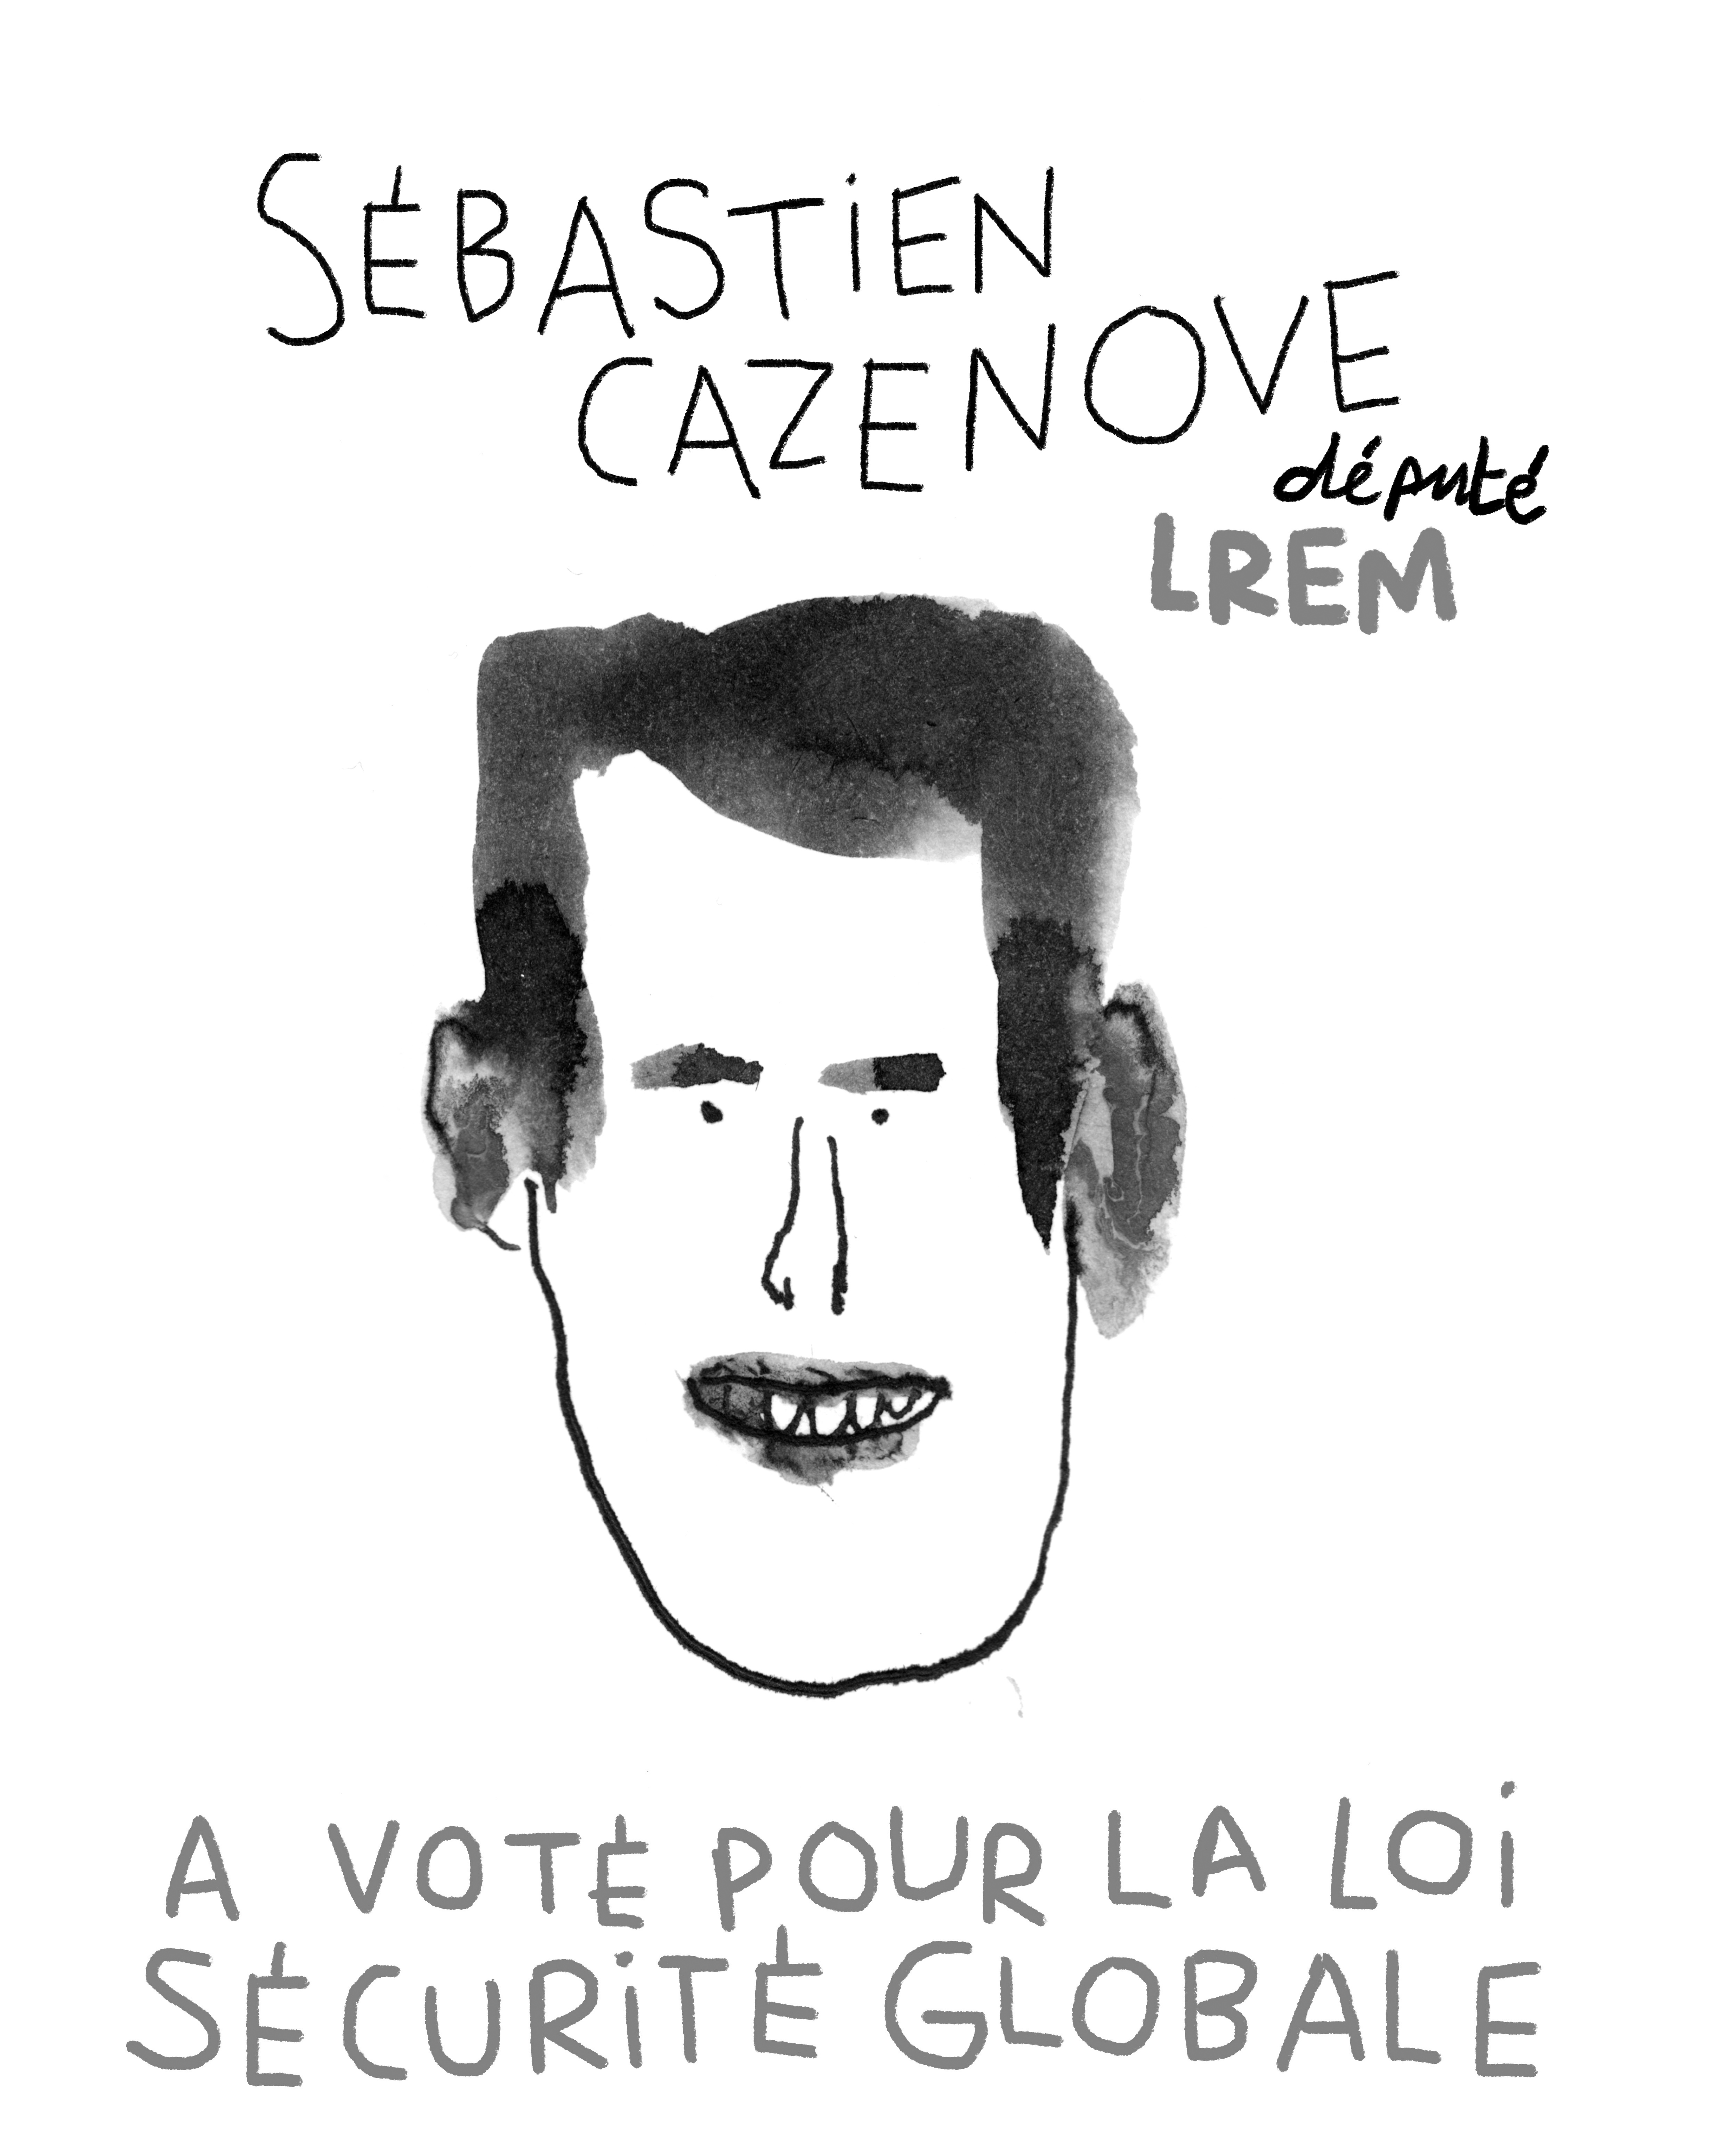 SÉBASTiEN
CAZENOVE
député
LREM
A VOTÉ POUR LA LOi
SÉCURiTÉ GLOBALE